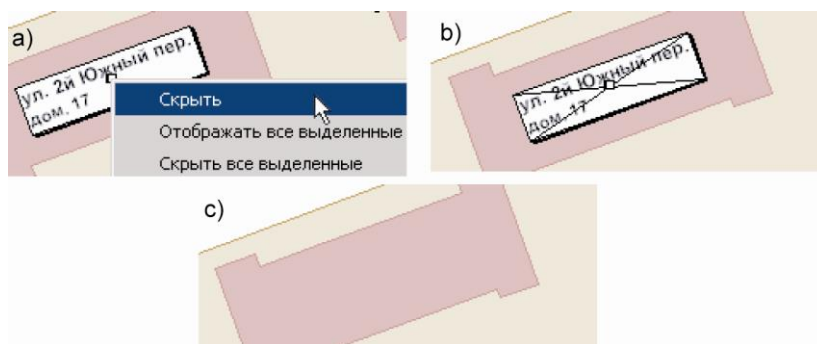 a)
ул. 2й Южный пер.
дом. 17
Скрыть
Отображать все выделенные
Скрыть все выделенные
b)
ул. 2й Южный пер.
дом. 17
c)